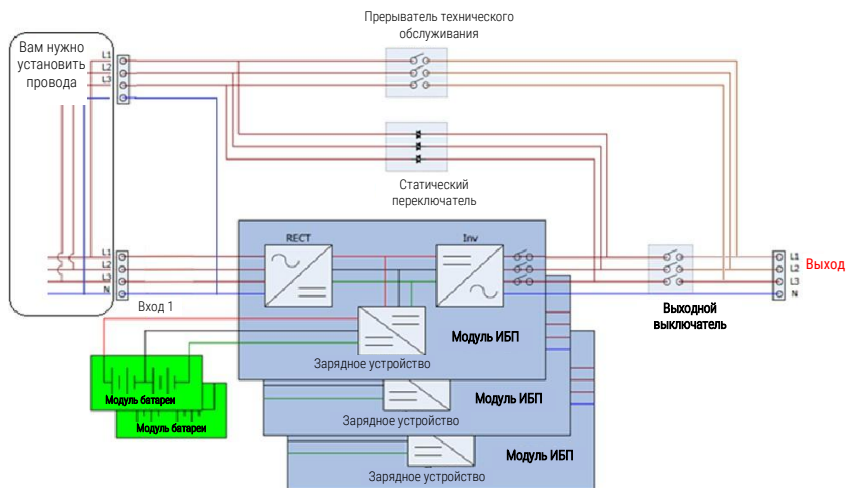 Прерыватель технического
обслуживания
Вам нужно
установить
провода
L1
L2
L3
Статический
переключатель
RECT
Inv
L1
L2
L3
N
Вход 1
L1
L2
L3
N
Выход
Выходной
выключатель
Модуль ИБП
Зарядное устройство
Модуль батареи
Модуль ИБП
Зарядное устройство
Модуль батареи
Модуль ИБП
Зарядное устройство